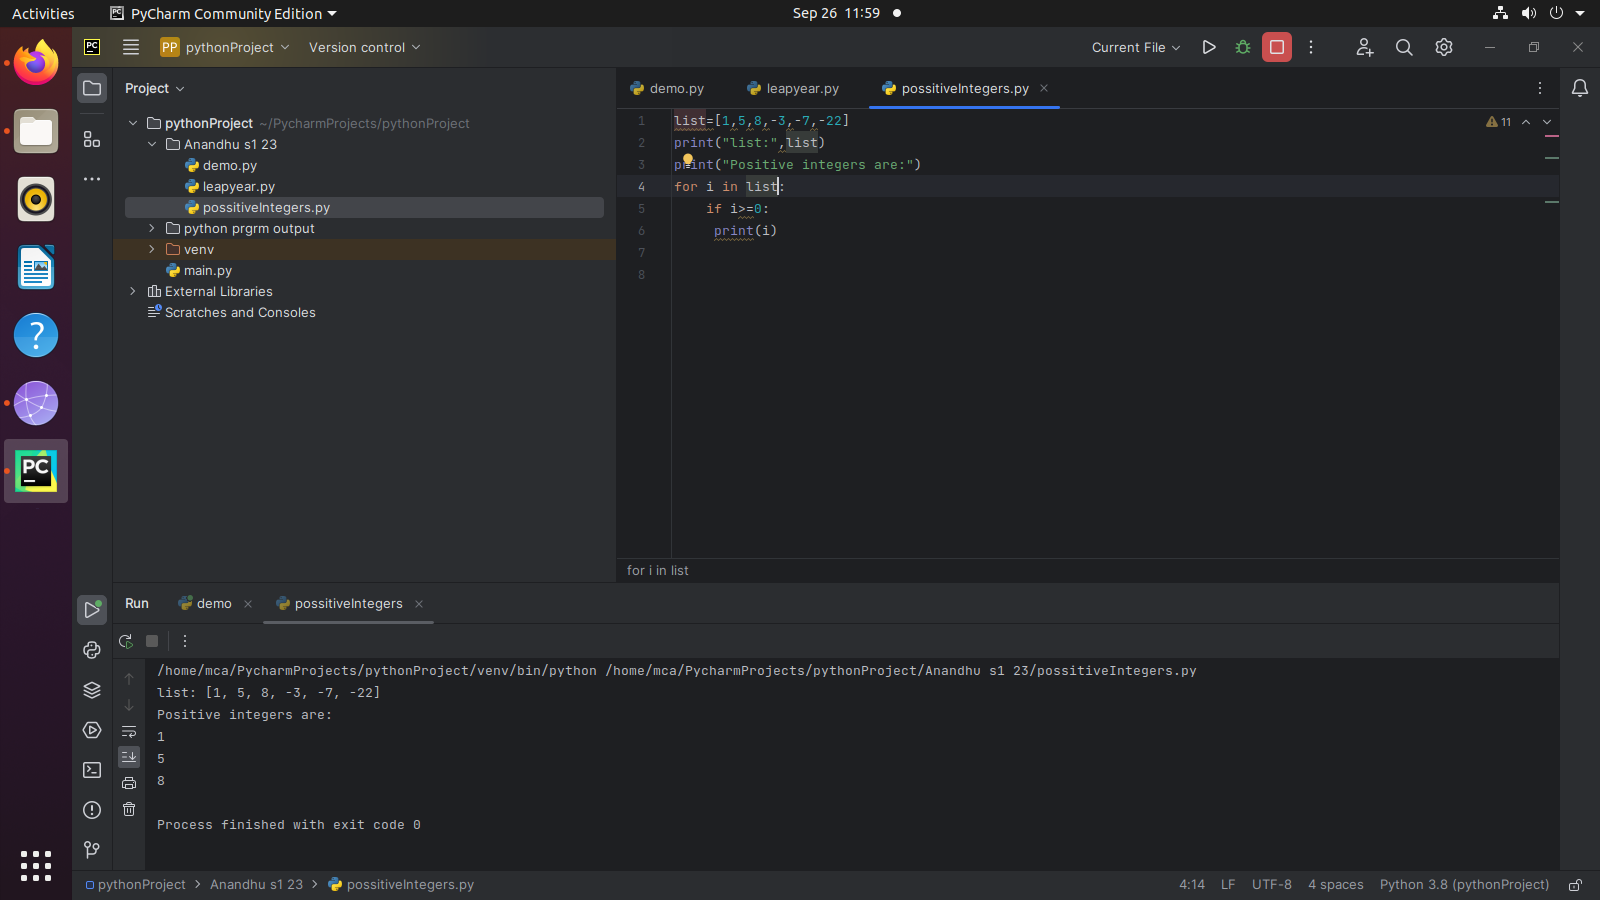 Activities PyCharm Community Edition Sep 26 11:59
PC PP pythonProject Version control Current File
Project
pythonProject ~/PycharmProjects/pythonProject
Anandhu s1 23
demo.py
leapyear.py
possitiveIntegers.py
python prgrm output
venv
main.py
External Libraries
Scratches and Consoles
demo.py leapyear.py possitiveIntegers.py
1 list=[1,5,8,-3,-7,-22] 11
2 print("list:",list)
3 print("Positive integers are:")
4 for i in list:
5 if i>=0:
6 print(i)
7
8
for i in list
PC
Run demo possitiveIntegers
/home/mca/PycharmProjects/pythonProject/venv/bin/python /home/mca/PycharmProjects/pythonProject/Anandhu s1 23/possitiveIntegers.py
list: [1, 5, 8, -3, -7, -22]
Positive integers are:
1
5
8
Process finished with exit code 0
pythonProject Anandhu s1 23 possitiveIntegers.py 4:14 LF UTF-8 4 spaces Python 3.8 (pythonProject)